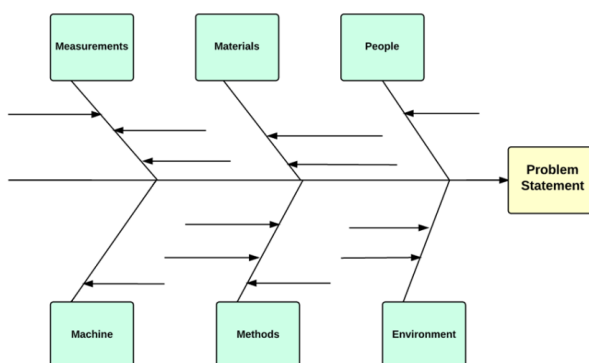 Measurements
Materials
People
Problem
Statement
Machine
Methods
Environment